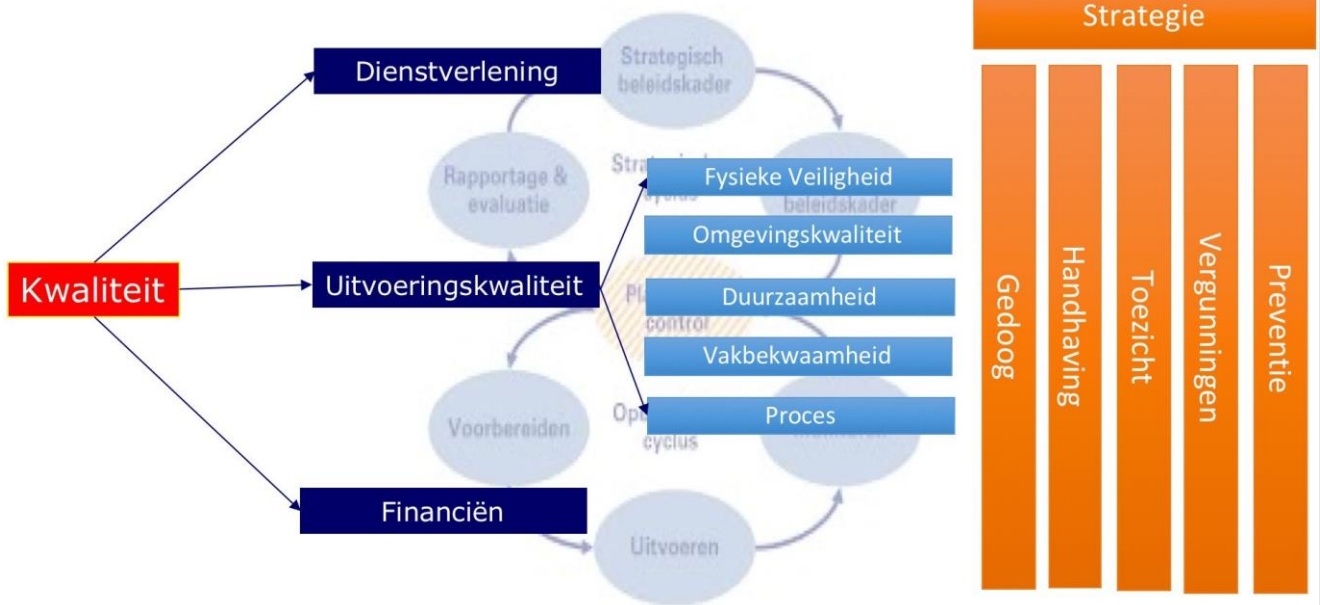 Strategie
Dienstverlening
Strategisch
beleidskader
Rapportage &
evaluatie
Fysieke Veiligheid
beleidskader
Omgevingskwaliteit
Kwaliteit
Uitvoeringskwaliteit
Duurzaamheid
control
Vakbekwaamheid
Proces
Voorbereiden
cyclus
Financiën
Uitvoeren
Gedoog
Handhaving
Toezicht
Vergunningen
Preventie